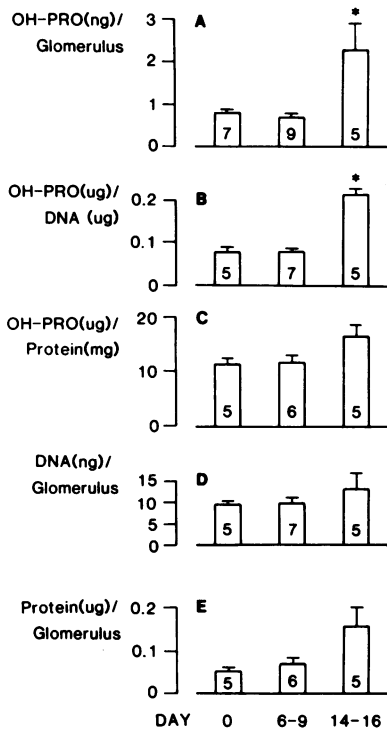 OH-PRO(ng)/
Glomerulus
3
2
1
0
A
*
7
9
5
OH-PRO(ug)/
DNA (ug)
0.2
0.1
0
B
*
5
7
5
OH-PRO(ug)/
Protein(mg)
20
10
0
C
5
6
5
DNA(ng)/
Glomerulus
15
10
5
0
D
5
7
5
Protein(ug)/
Glomerulus
0.2
0.1
0
E
5
6
5
DAY 0 6-9 14-16